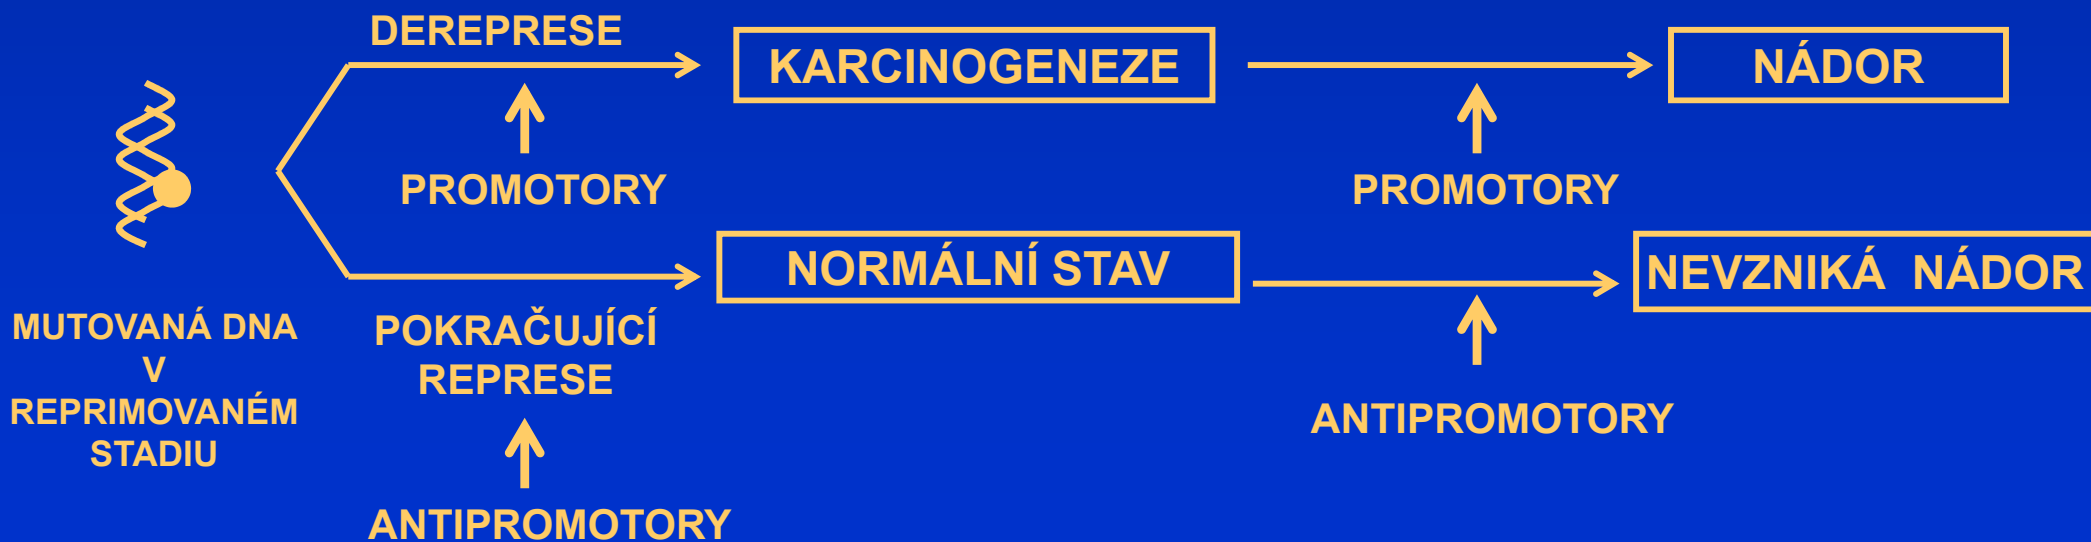 DEREPRESE
KARCINOGENEZE
NÁDOR
PROMOTORY
PROMOTORY
NORMÁLNÍ STAV
NEVZNIKÁ NÁDOR
MUTOVANÁ DNA
V
REPRIMOVANÉM
STADIU
POKRAČUJÍCÍ
REPRESE
ANTIPROMOTORY
ANTIPROMOTORY